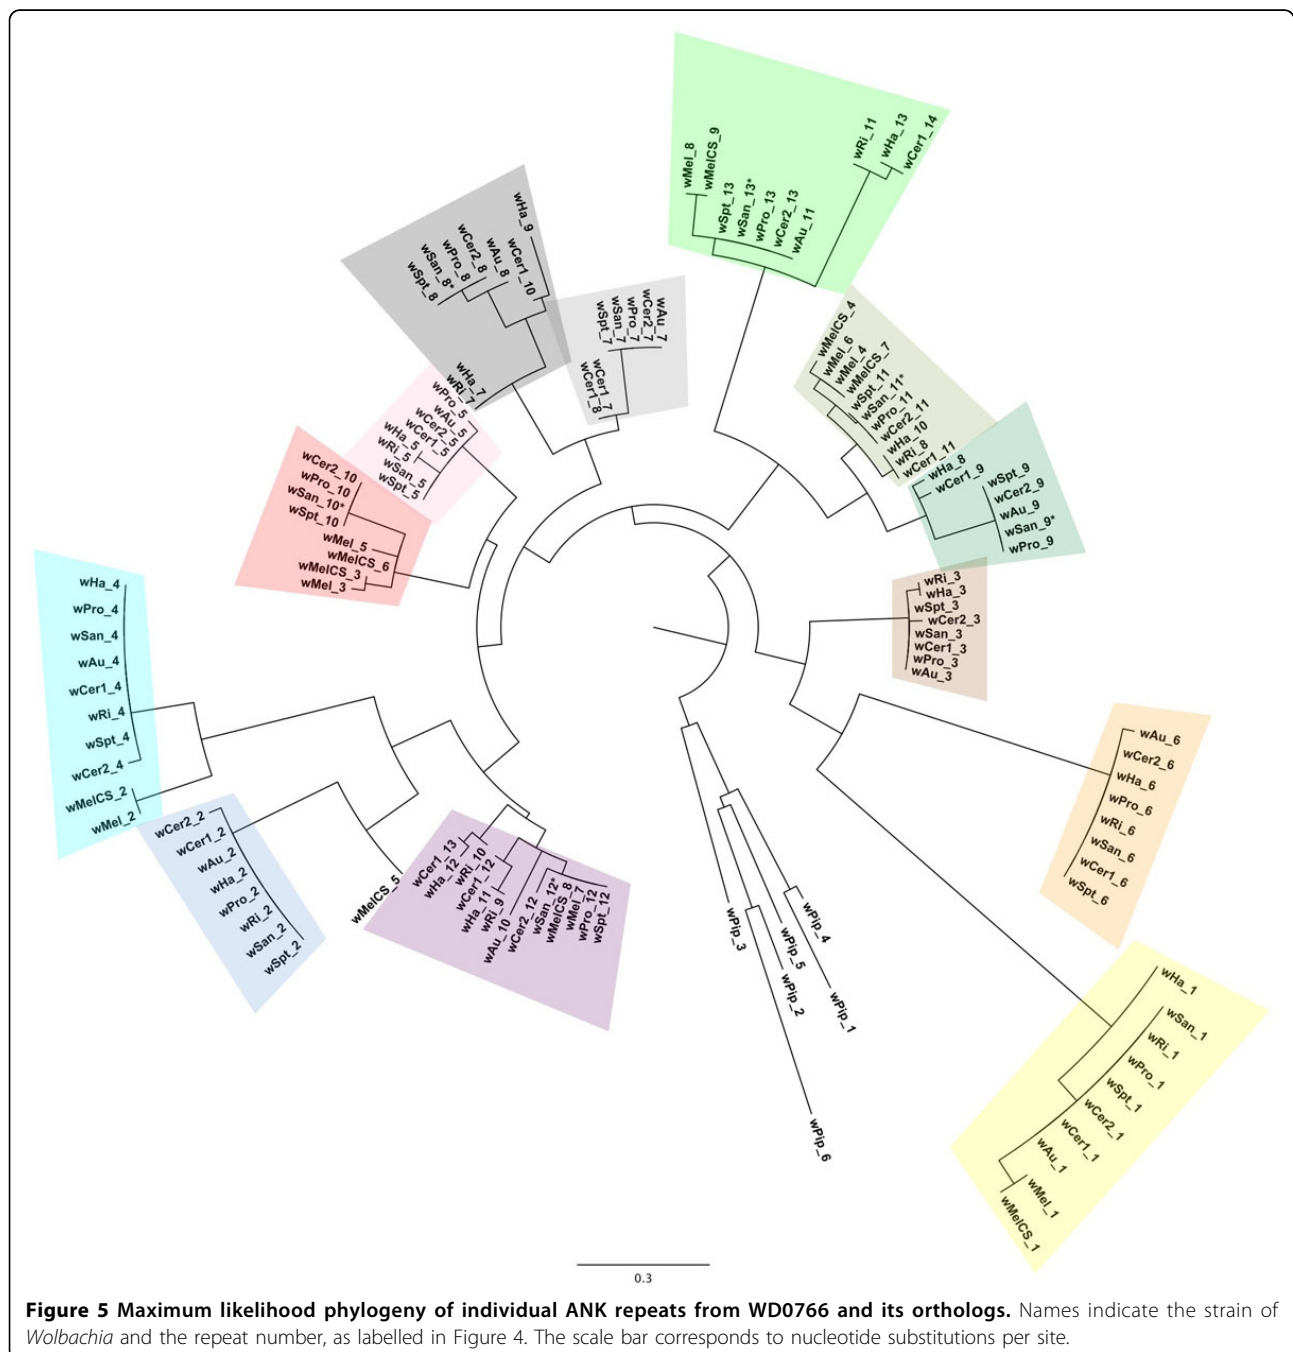 wRi_11
wHa_13
wCer1_14
wMel_8
wMelCS_9
wSpt_13
wSan_13*
wPro_13
wCer2_13
wAu_11
wHa_9
wCer1_10
wAu_8
wCer2_8
wPro_8
wSan_8*
wSpt_8
wHa_7
wRi_7
wAu_7
wCer2_7
wPro_7
wSan_7
wSpt_7
wCer1_7
wCer1_8
wMelCS_4
wMel_6
wMel_4
wMelCS_7
wSpt_11
wSan_11*
wPro_11
wCer2_11
wHa_10
wRi_8
wCer1_11
wPro_5
wAu_5
wCer2_5
wCer1_5
wHa_5
wRi_5
wSan_5
wSpt_5
wCer2_10
wPro_10
wSan_10*
wSpt_10
wMel_5
wMelCS_6
wMelCS_3
wMel_3
wHa_8
wCer1_9
wSpt_9
wCer2_9
wAu_9
wSan_9*
wPro_9
wRi_3
wHa_3
wSpt_3
wCer2_3
wSan_3
wCer1_3
wPro_3
wAu_3
wHa_4
wPro_4
wSan_4
wAu_4
wCer1_4
wRi_4
wSpt_4
wCer2_4
wMelCS_2
wMel_2
wCer2_2
wCer1_2
wAu_2
wHa_2
wPro_2
wRi_2
wSan_2
wSpt_2
wMelCS_5
wCer1_13
wHa_12
wRi_10
wCer1_12
wHa_11
wRi_9
wAu_10
wCer2_12
wSan_12*
wMelCS_8
wMel_7
wPro_12
wSpt_12
wPip_3
wPip_4
wPip_5
wPip_2
wPip_1
wPip_6
wAu_6
wCer2_6
wHa_6
wPro_6
wRi_6
wSan_6
wCer1_6
wSpt_6
wHa_1
wSan_1
wRi_1
wPro_1
wSpt_1
wCer2_1
wCer1_1
wAu_1
wMel_1
wMelCS_1
0.3
Figure 5 Maximum likelihood phylogeny of individual ANK repeats from WD0766 and its orthologs. Names indicate the strain of
Wolbachia and the repeat number, as labelled in Figure 4. The scale bar corresponds to nucleotide substitutions per site.